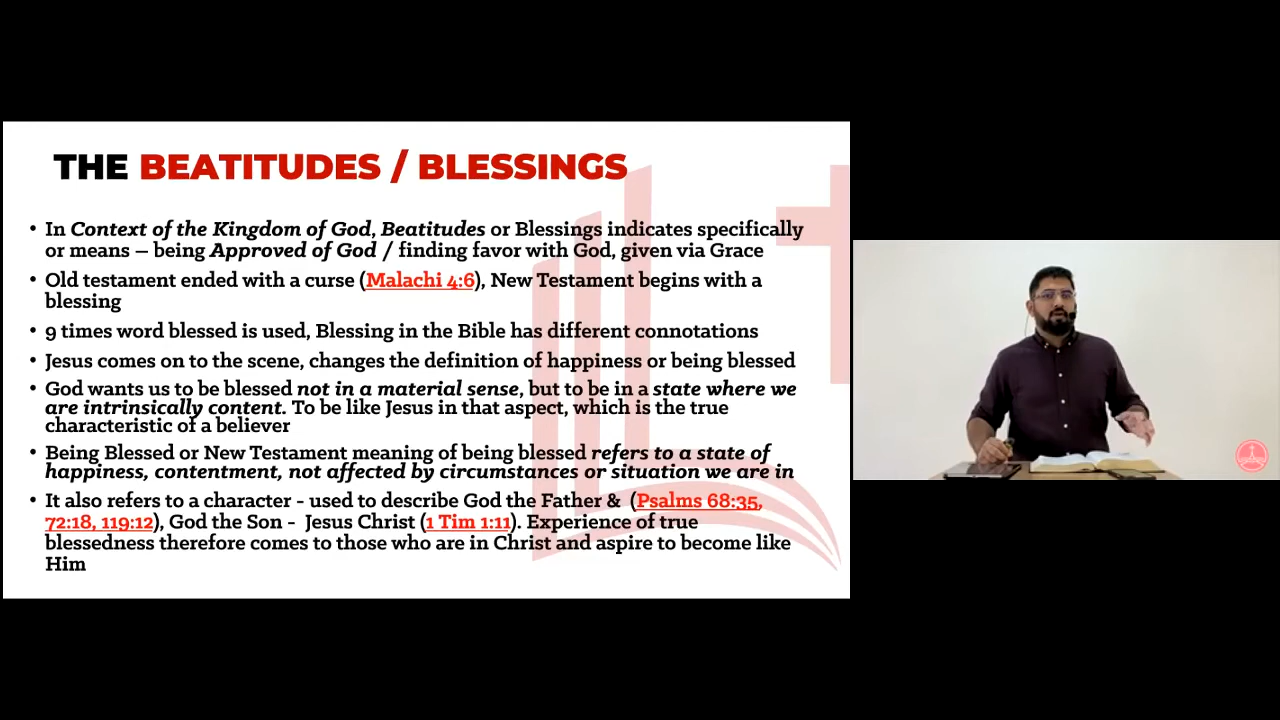 THE BEATITUDES / BLESSINGS
• In Context of the Kingdom of God, Beatitudes or Blessings indicates specifically
or means – being Approved of God / finding favor with God, given via Grace
• Old testament ended with a curse (Malachi 4:6), New Testament begins with a
blessing
• 9 times word blessed is used, Blessing in the Bible has different connotations
• Jesus comes on to the scene, changes the definition of happiness or being blessed
• God wants us to be blessed not in a material sense, but to be in a state where we
are intrinsically content. To be like Jesus in that aspect, which is the true
characteristic of a believer
• Being Blessed or New Testament meaning of being blessed refers to a state of
happiness, contentment, not affected by circumstances or situation we are in
• It also refers to a character - used to describe God the Father & (Psalms 68:35,
72:18, 119:12), God the Son - Jesus Christ (1 Tim 1:11). Experience of true
blessedness therefore comes to those who are in Christ and aspire to become like
Him